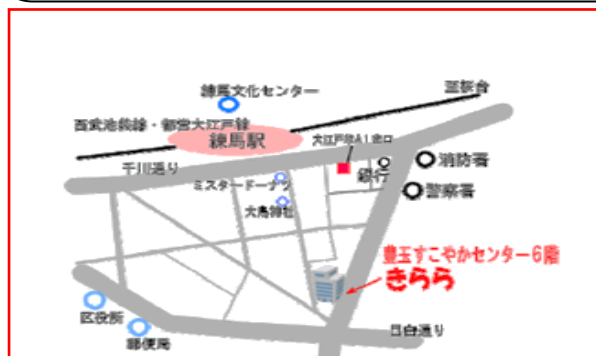 練馬文化センター
至桜台
西武池袋線・都営大江戸線
練馬駅
大江戸線A1出口
千川通り
銀行
消防署
ミスタードーナツ
警察署
大鳥神社
豊玉すこやかセンター6階
きらら
区役所
郵便局
目白通り